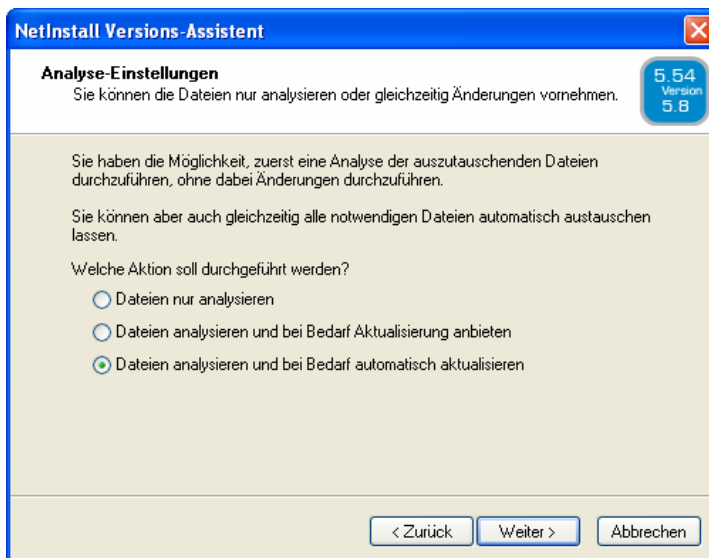 NetInstall Versions-Assistent
Analyse-Einstellungen
Sie können die Dateien nur analysieren oder gleichzeitig Änderungen vornehmen.
5.54
Version
5.8
Sie haben die Möglichkeit, zuerst eine Analyse der auszutauschenden Dateien
durchzuführen, ohne dabei Änderungen durchzuführen.
Sie können aber auch gleichzeitig alle notwendigen Dateien automatisch austauschen
lassen.
Welche Aktion soll durchgeführt werden?
Dateien nur analysieren
Dateien analysieren und bei Bedarf Aktualisierung anbieten
Dateien analysieren und bei Bedarf automatisch aktualisieren
< Zurück
Weiter >
Abbrechen